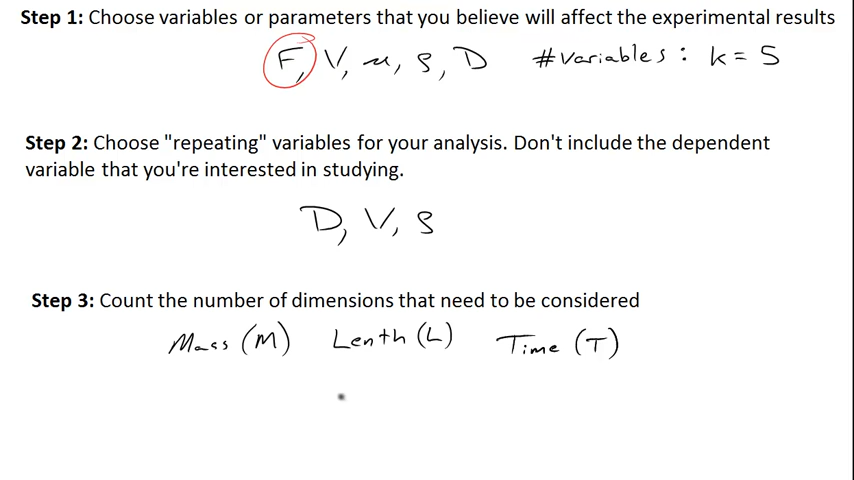 Step 1: Choose variables or parameters that you believe will affect the experimental results
F, V, μ, ρ, D #variables: k = 5
Step 2: Choose "repeating" variables for your analysis. Don't include the dependent
variable that you're interested in studying.
D, V, ρ
Step 3: Count the number of dimensions that need to be considered
Mass (M) Lenth (L) Time (T)